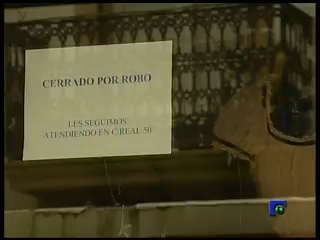 CERRADO POR ROBO
LES SEGUIMOS
ATENDIENDO EN C/REAL 50